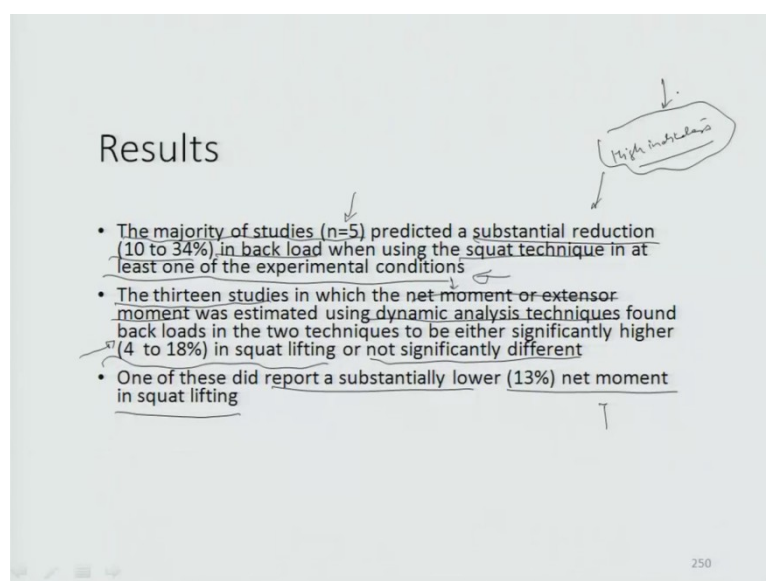 Results
• The majority of studies (n=5) predicted a substantial reduction
(10 to 34%) in back load when using the squat technique in at
least one of the experimental conditions
• The thirteen studies in which the net moment or extensor
moment was estimated using dynamic analysis techniques found
back loads in the two techniques to be either significantly higher
(4 to 18%) in squat lifting or not significantly different
• One of these did report a substantially lower (13%) net moment
in squat lifting
High
250